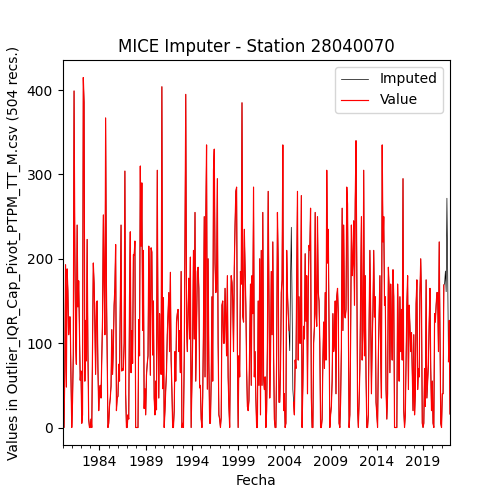 MICE Imputer - Station 28040070
Imputed
Value
400
300
200
100
0
Values in Outlier_IQR_Cap_Pivot_PTPM_TT_M.csv (504 recs.)
1984 1989 1994 1999 2004 2009 2014 2019
Fecha